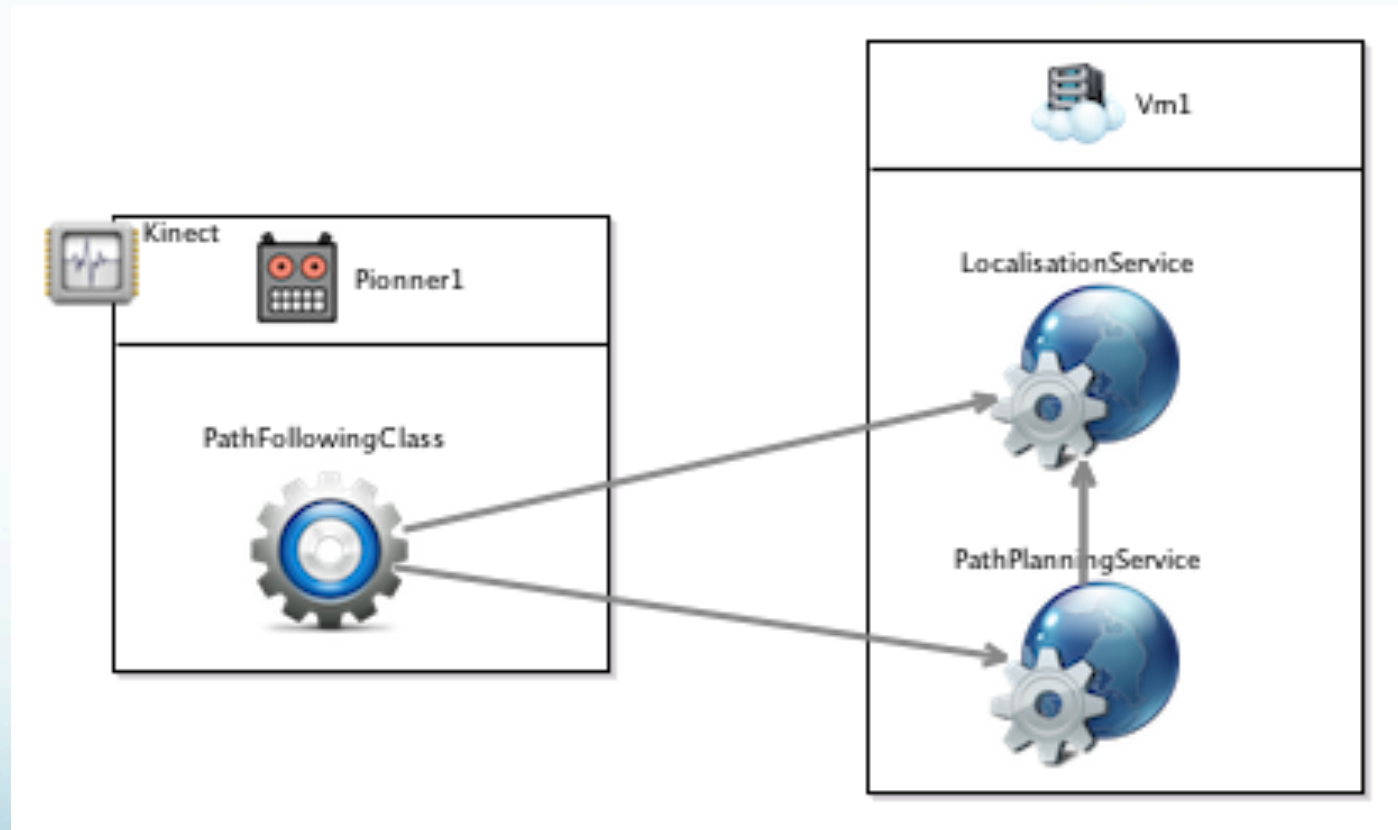 Vm1
Kinect
Pionner1
LocalisationService
PathFollowingClass
PathPlanningService